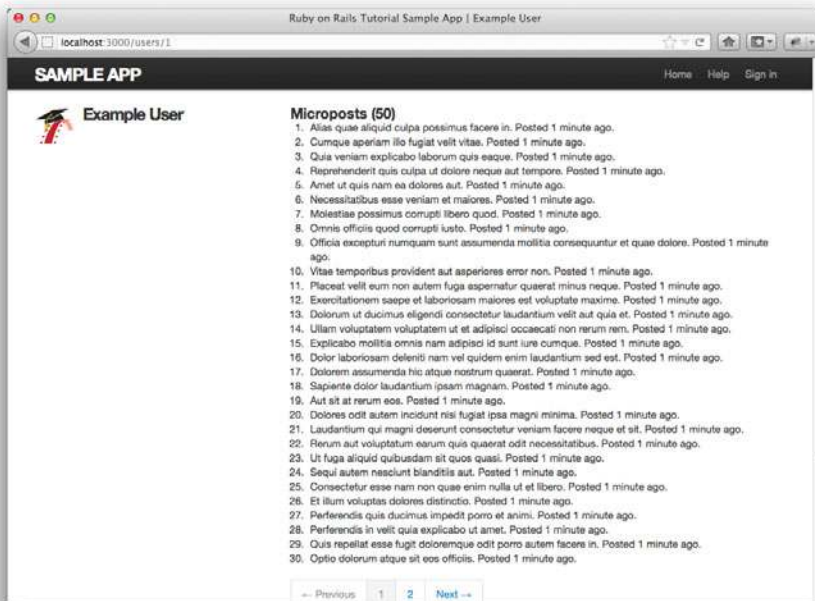 Ruby on Rails Tutorial Sample App | Example User
localhost:3000/users/1
SAMPLE APP
Home Help Sign in
Example User
Microposts (50)
1. Alias quae aliquid culpa possimus facere in. Posted 1 minute ago.
2. Cumque aperiam illo fugiat velit vitae. Posted 1 minute ago.
3. Quia veniam explicabo laborum quis eaque. Posted 1 minute ago.
4. Reprehenderit quis culpa ut dolore neque aut tempore. Posted 1 minute ago.
5. Amet ut quis nam ea dolores aut. Posted 1 minute ago.
6. Necessitatibus esse veniam et maiores. Posted 1 minute ago.
7. Molestiae possimus corrupti libero quod. Posted 1 minute ago.
8. Omnis officiis quod corrupti iusto. Posted 1 minute ago.
9. Officia excepturi numquam sunt assumenda mollitia consequuntur et quae dolore. Posted 1 minute
ago.
10. Vitae temporibus provident aut asperiores error non. Posted 1 minute ago.
11. Placeat velit eum non autem fuga aspernatur quaerat minus neque. Posted 1 minute ago.
12. Exercitationem saepe et laboriosam maiores est voluptate maxime. Posted 1 minute ago.
13. Dolorum ut ducimus eligendi consectetur laudantium velit aut quia et. Posted 1 minute ago.
14. Ullam voluptatem voluptatem ut et adipisci occaecati non rerum rem. Posted 1 minute ago.
15. Explicabo mollitia omnis nam adipisci id sunt iure cumque. Posted 1 minute ago.
16. Dolor laboriosam deleniti nam vel quidem enim laudantium sed est. Posted 1 minute ago.
17. Dolorem assumenda hic atque nostrum quaerat. Posted 1 minute ago.
18. Sapiente dolor laudantium ipsam magnam. Posted 1 minute ago.
19. Aut sit at rerum eos. Posted 1 minute ago.
20. Dolores odit autem incidunt nisi fugiat ipsa magni minima. Posted 1 minute ago.
21. Laudantium qui magni deserunt consectetur veniam facere neque et sit. Posted 1 minute ago.
22. Rerum aut voluptatum earum quis quaerat odit necessitatibus. Posted 1 minute ago.
23. Ut fuga aliquid quibusdam sit quos quasi. Posted 1 minute ago.
24. Sequi autem nesciunt blanditiis aut. Posted 1 minute ago.
25. Consectetur esse nam non quae enim nulla ut et libero. Posted 1 minute ago.
26. Et illum voluptas dolores distinctio. Posted 1 minute ago.
27. Perferendis quis ducimus impedit porro et animi. Posted 1 minute ago.
28. Perferendis in velit quia explicabo ut amet. Posted 1 minute ago.
29. Quis repellat esse fugit doloremque odit porro autem facere in. Posted 1 minute ago.
30. Optio dolorum atque sit eos officiis. Posted 1 minute ago.
← Previous 1 2 Next →